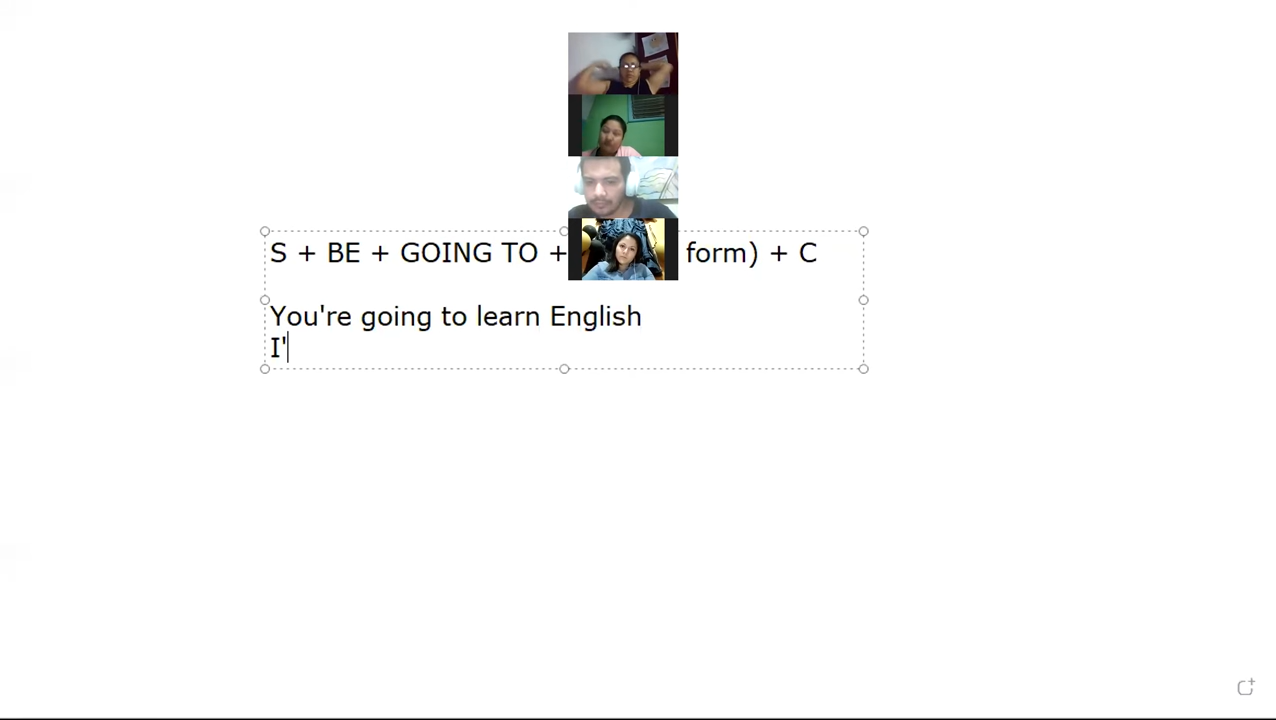 S + BE + GOING TO + form) + C
You're going to learn English
I'